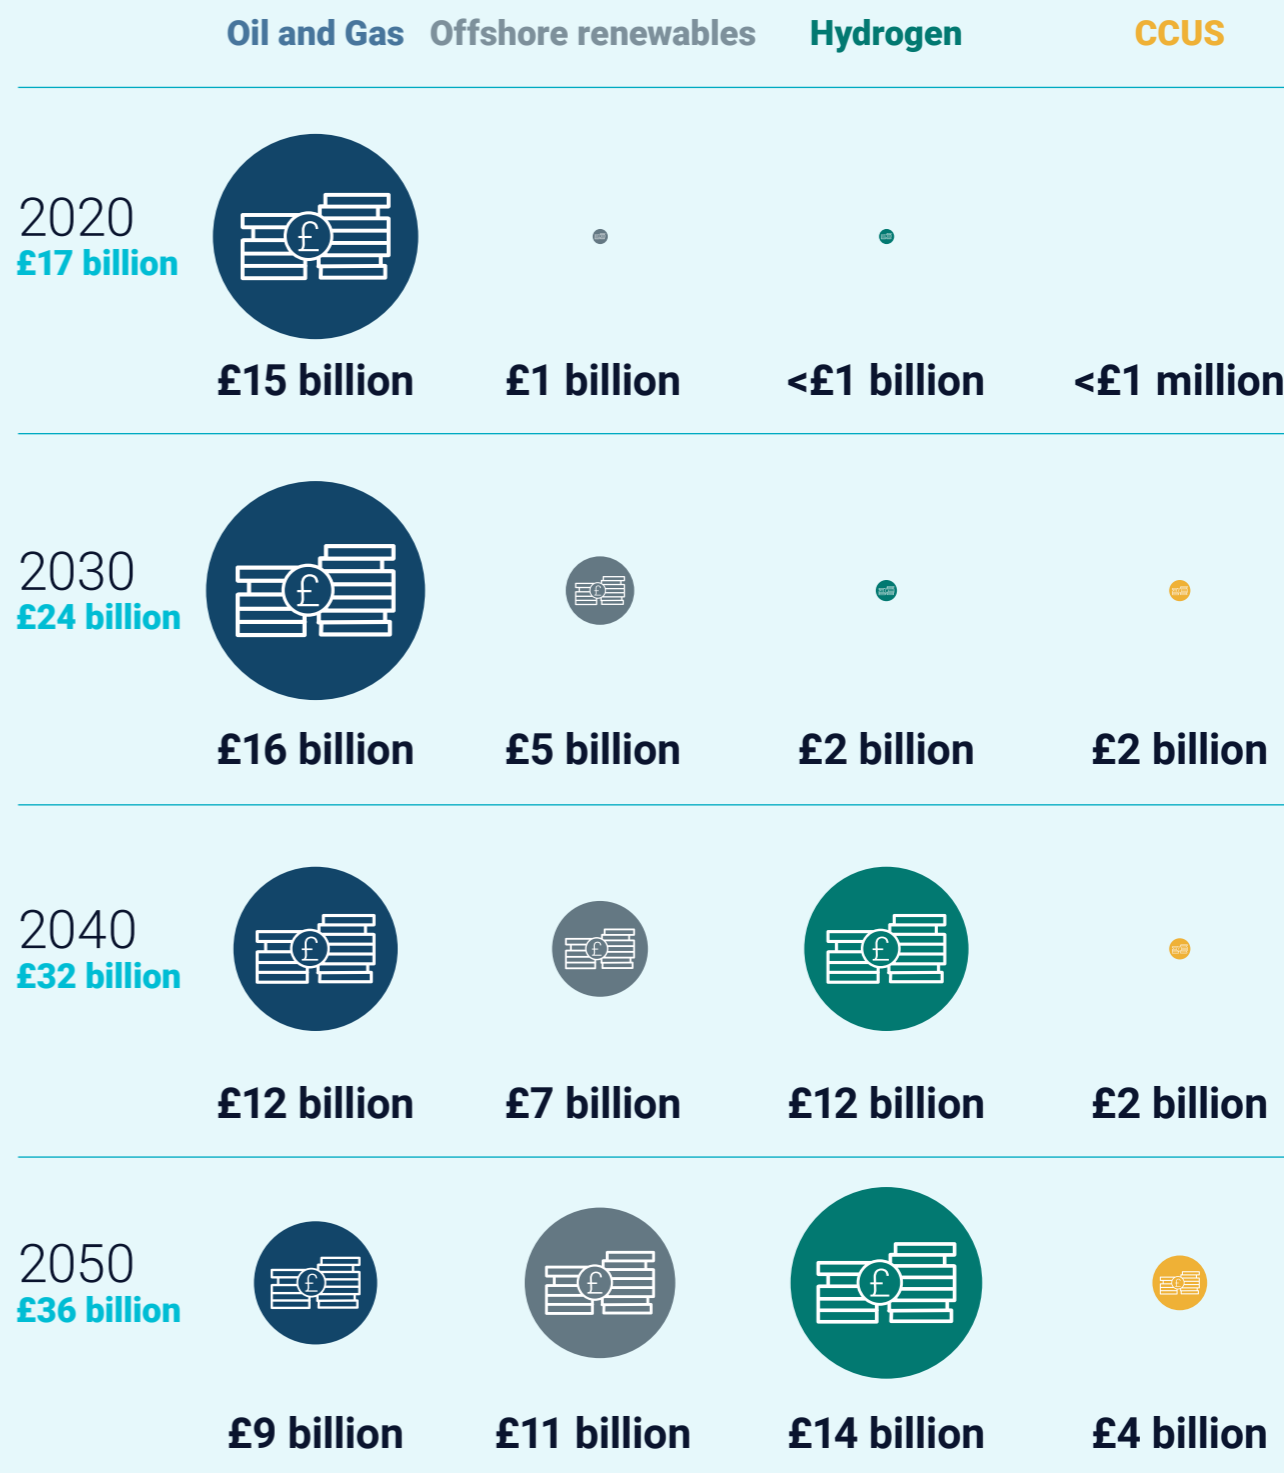 Oil and Gas Offshore renewables Hydrogen CCUS
2020
£17 billion
£15 billion £1 billion <£1 billion <£1 million
2030
£24 billion
£16 billion £5 billion £2 billion £2 billion
2040
£32 billion
£12 billion £7 billion £12 billion £2 billion
2050
£36 billion
£9 billion £11 billion £14 billion £4 billion